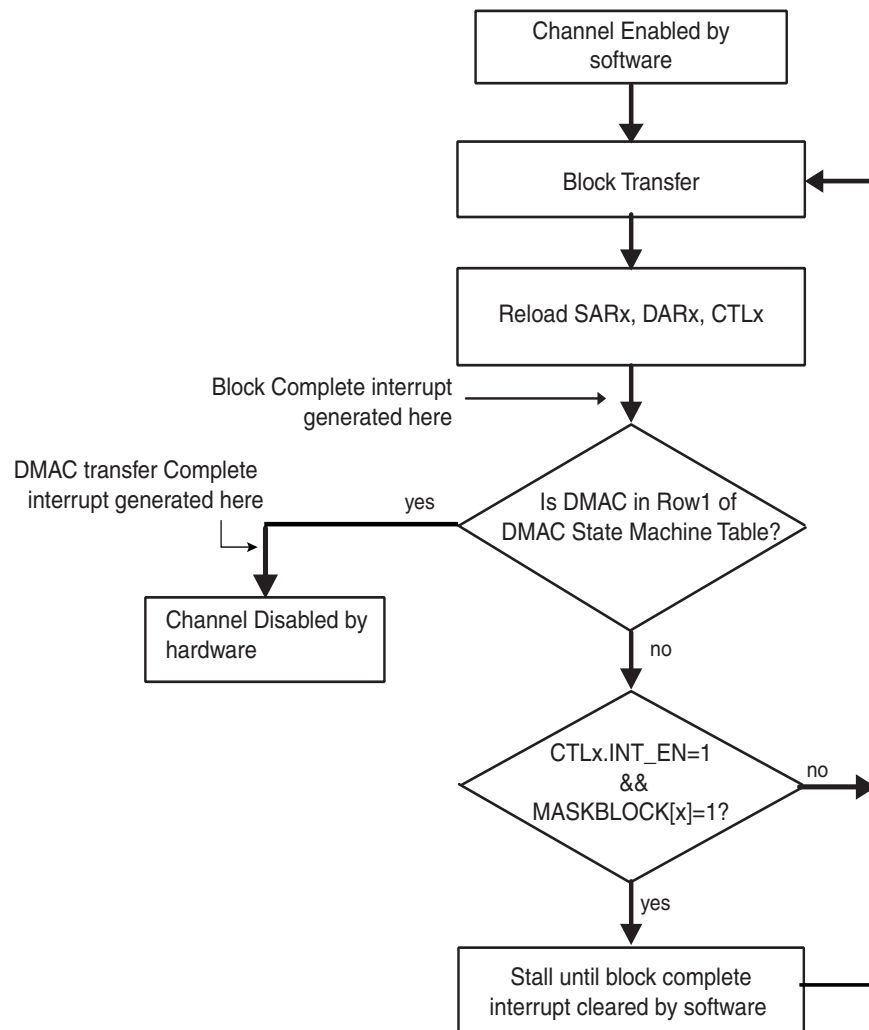 Channel Enabled by
software
Block Transfer
Reload SARx, DARx, CTLx
Block Complete interrupt
generated here
DMAC transfer Complete
interrupt generated here
yes
Is DMAC in Row1 of
DMAC State Machine Table?
Channel Disabled by
hardware
no
CTLx.INT_EN=1
&&
MASKBLOCK[x]=1?
no
yes
Stall until block complete
interrupt cleared by software